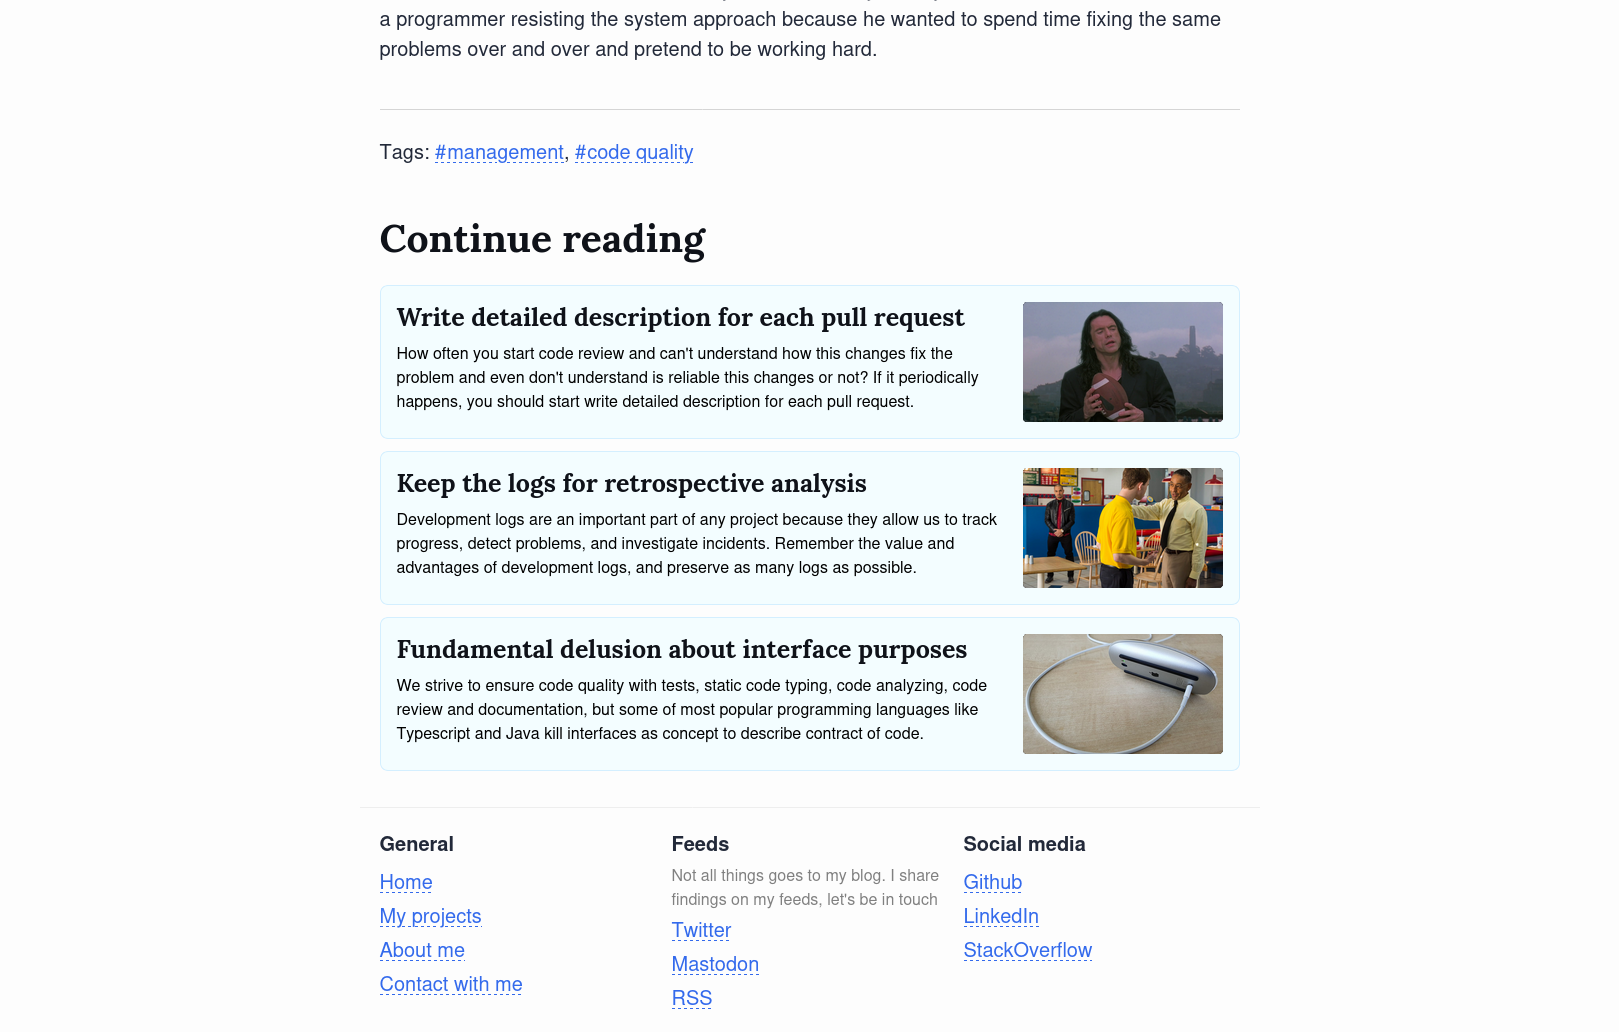 a programmer resisting the system approach because he wanted to spend time fixing the same
problems over and over and pretend to be working hard.
Tags: #management, #code quality
Continue reading
Write detailed description for each pull request
How often you start code review and can't understand how this changes fix the
problem and even don't understand is reliable this changes or not? If it periodically
happens, you should start write detailed description for each pull request.
Keep the logs for retrospective analysis
Development logs are an important part of any project because they allow us to track
progress, detect problems, and investigate incidents. Remember the value and
advantages of development logs, and preserve as many logs as possible.
Fundamental delusion about interface purposes
We strive to ensure code quality with tests, static code typing, code analyzing, code
review and documentation, but some of most popular programming languages like
Typescript and Java kill interfaces as concept to describe contract of code.
General
Home
My projects
About me
Contact with me
Feeds
Not all things goes to my blog. I share
findings on my feeds, let's be in touch
Twitter
Mastodon
RSS
Social media
Github
LinkedIn
StackOverflow